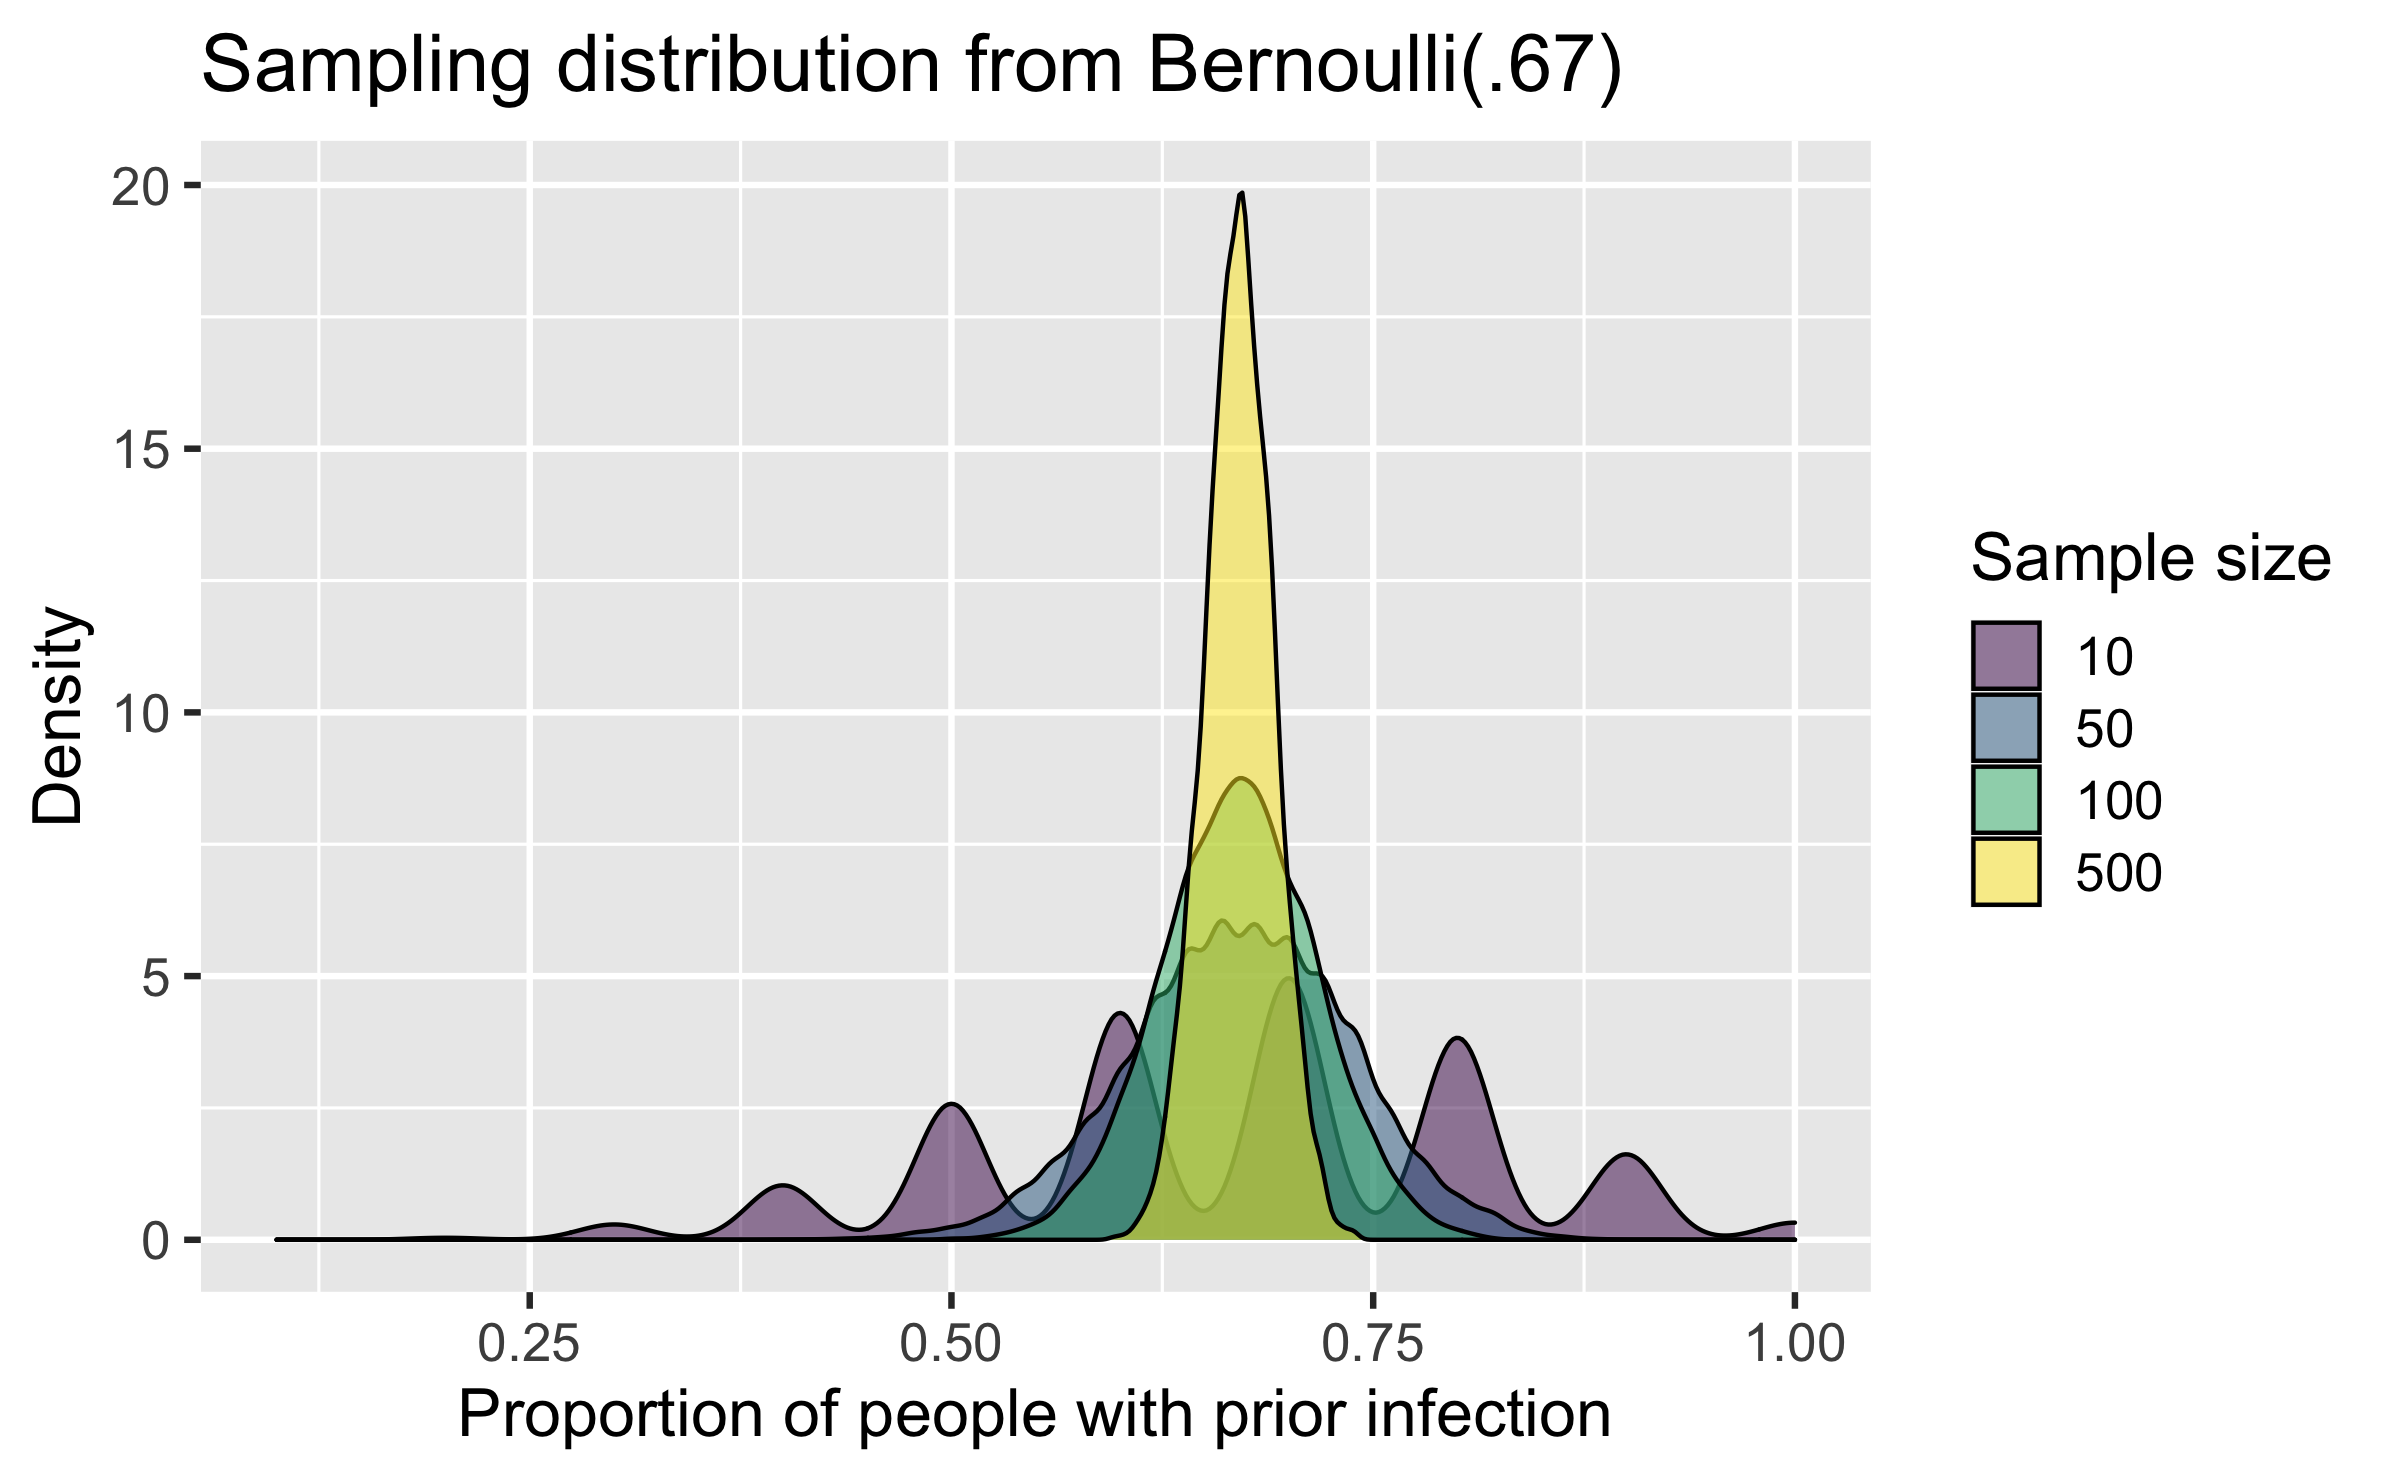 Sampling distribution from Bernoulli(.67)
20
15
10
5
0
Density
0.25 0.50 0.75 1.00
Proportion of people with prior infection
Sample size
10
50
100
500